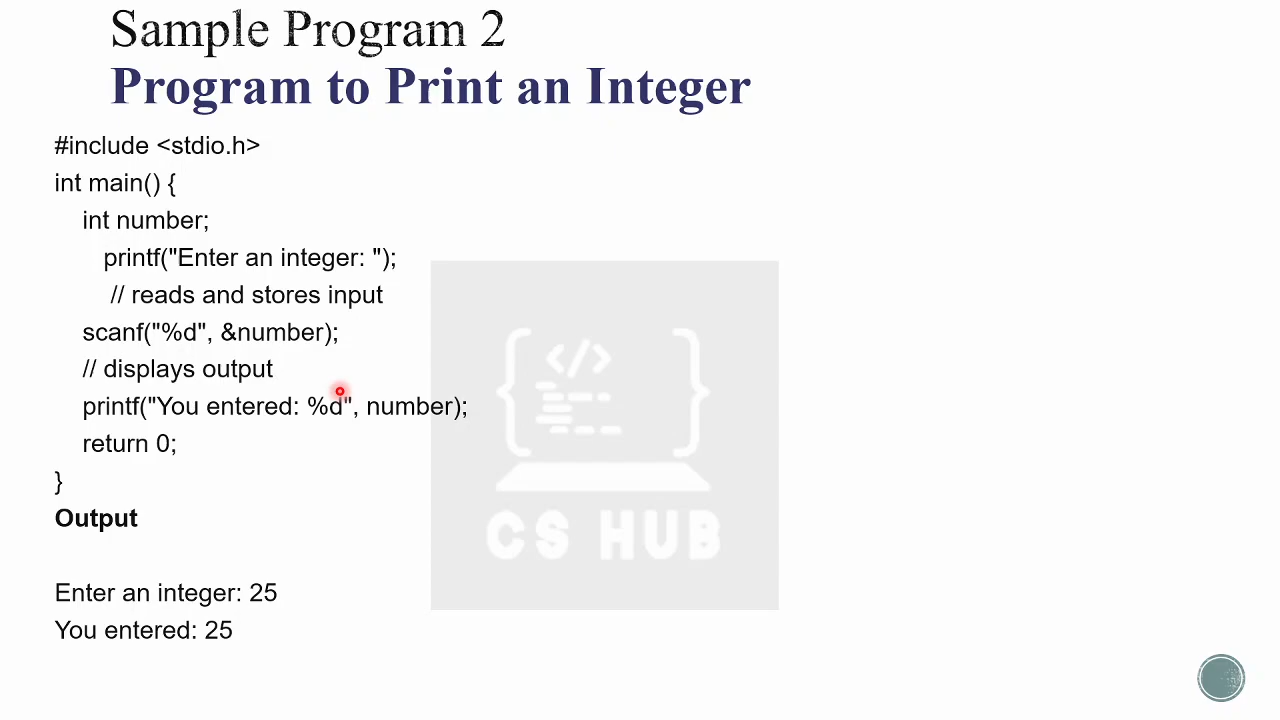 Sample Program 2
Program to Print an Integer
#include <stdio.h>
int main() {
int number;
printf("Enter an integer: ");
// reads and stores input
scanf("%d", &number);
// displays output
printf("You entered: %d", number);
return 0;
}
Output
Enter an integer: 25
You entered: 25
{ </> }
CS HUB